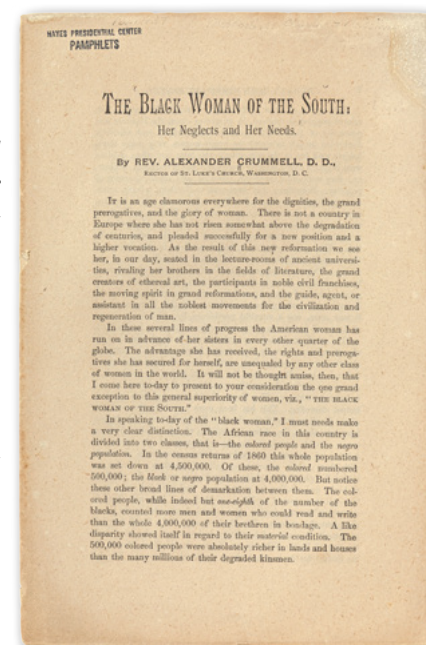 HAYES PRESIDENTIAL CENTER
PAMPHLETS
THE BLACK WOMAN OF THE SOUTH:
Her Neglects and Her Needs.
By REV. ALEXANDER CRUMMELL, D. D.,
RECTOR OF ST. LUKE'S CHURCH, WASHINGTON, D. C.
IT is an age clamorous everywhere for the dignities, the grand
prerogatives, and the glory of woman. There is not a country in
Europe where she has not risen somewhat above the degradation
of centuries, and pleaded successfully for a new position and a
higher vocation. As the result of this new reformation we see
her, in our day, seated in the lecture-rooms of ancient universi-
ties, rivaling her brothers in the fields of literature, the grand
creators of ethereal art, the participants in noble civil franchises,
the moving spirit in grand reformations, and the guide, agent, or
assistant in all the noblest movements for the civilization and
regeneration of man.
In these several lines of progress the American woman has
run on in advance of her sisters in every other quarter of the
globe. The advantage she has received, the rights and preroga-
tives she has secured for herself, are unequaled by any other class
of women in the world. It will not be thought amiss, then, that
I come here to-day to present to your consideration the one grand
exception to this general superiority of women, viz., "THE BLACK
WOMAN OF THE SOUTH."
In speaking to-day of the "black woman," I must needs make
a very clear distinction. The African race in this country is
divided into two classes, that is—the colored people and the negro
population. In the census returns of 1860 this whole population
was set down at 4,500,000. Of these, the colored numbered
500,000; the black or negro population at 4,000,000. But notice
these other broad lines of demarkation between them. The col-
ored people, while indeed but one-eighth of the number of the
blacks, counted more men and women who could read and write
than the whole 4,000,000 of their brethren in bondage. A like
disparity showed itself in regard to their material condition. The
500,000 colored people were absolutely richer in lands and houses
than the many millions of their degraded kinsmen.